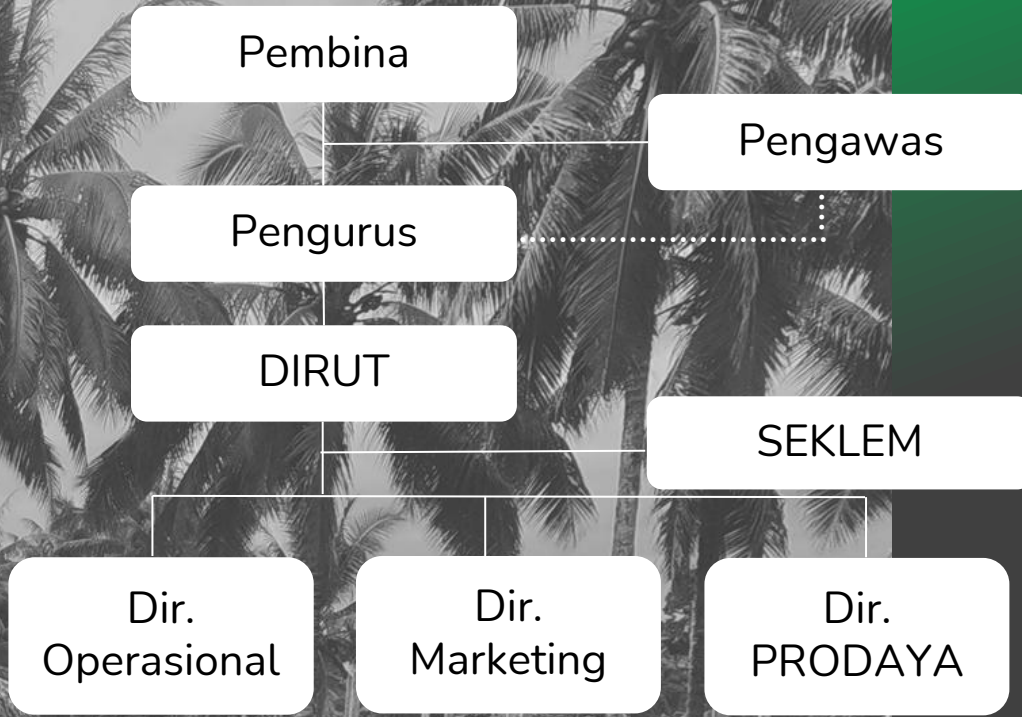 Pembina
Pengawas
Pengurus
DIRUT
SEKLEM
Dir.
Operasional
Dir.
Marketing
Dir.
PRODAYA